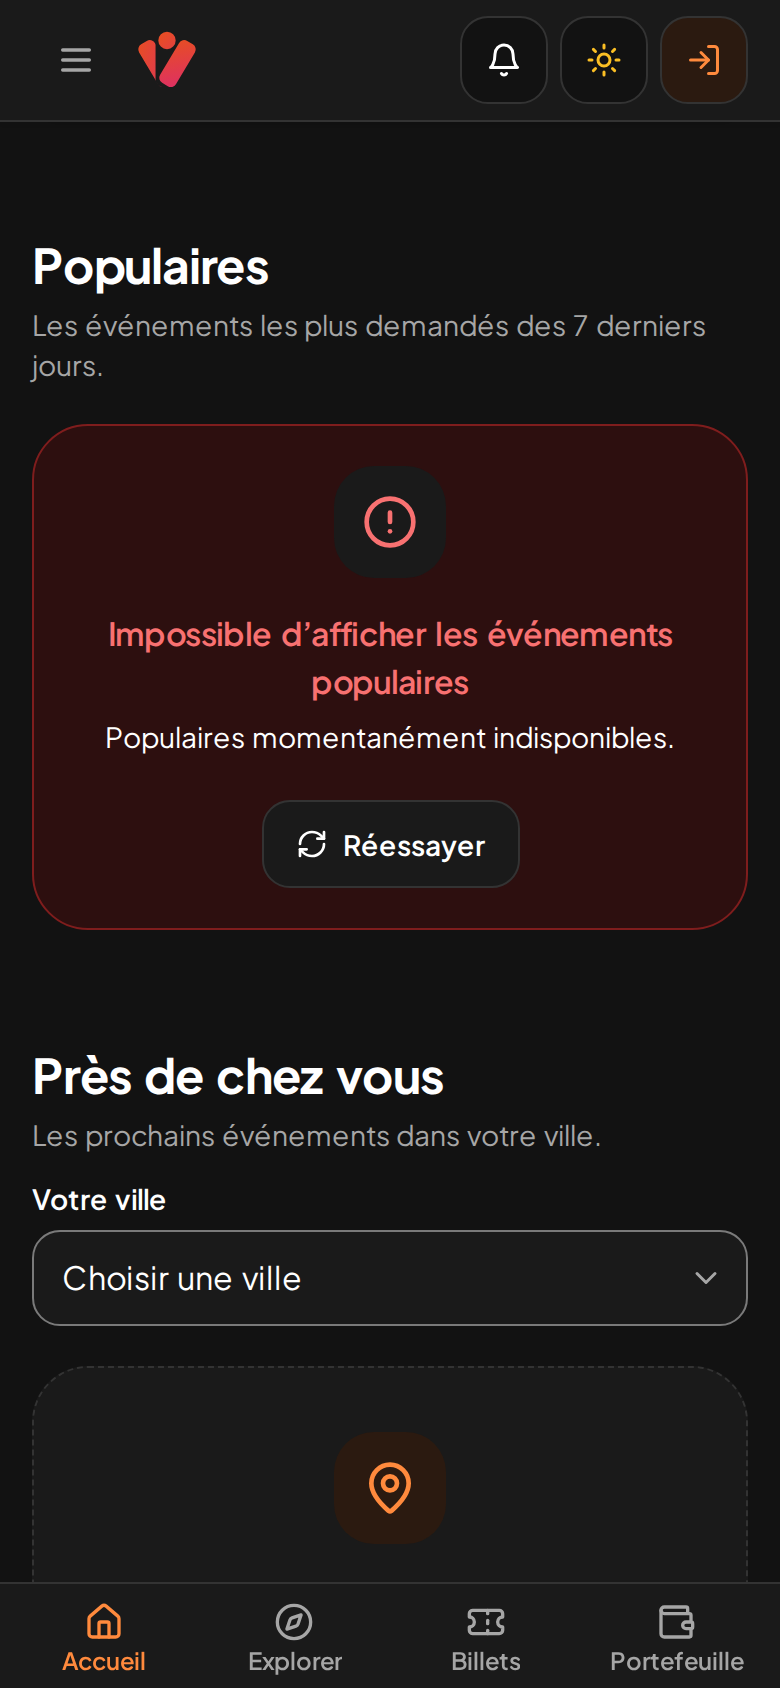 Populaires
Les événements les plus demandés des 7 derniers
jours.
Impossible d’afficher les événements
populaires
Populaires momentanément indisponibles.
Réessayer
Près de chez vous
Les prochains événements dans votre ville.
Votre ville
Choisir une ville
Accueil
Explorer
Billets
Portefeuille